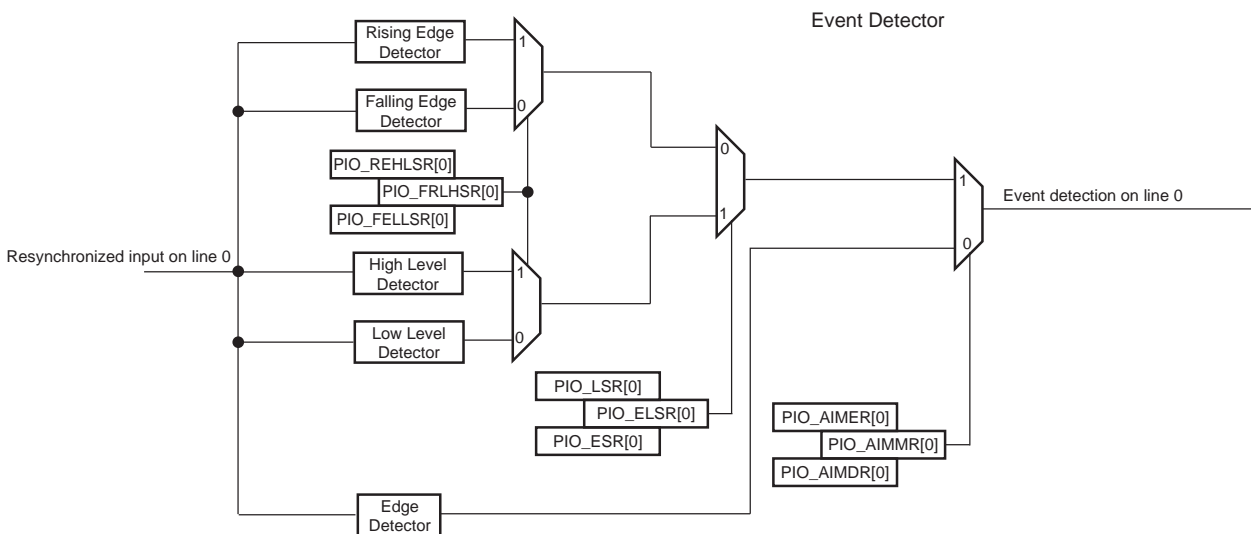 Event Detector
Rising Edge
Detector
1
Falling Edge
Detector
0
PIO_REHLSR[0]
PIO_FRLHSR[0]
PIO_FELLSR[0]
0
1
1
0
Event detection on line 0
Resynchronized input on line 0
High Level
Detector
1
Low Level
Detector
0
PIO_LSR[0]
PIO_ELSR[0]
PIO_ESR[0]
PIO_AIMER[0]
PIO_AIMMR[0]
PIO_AIMDR[0]
Edge
Detector